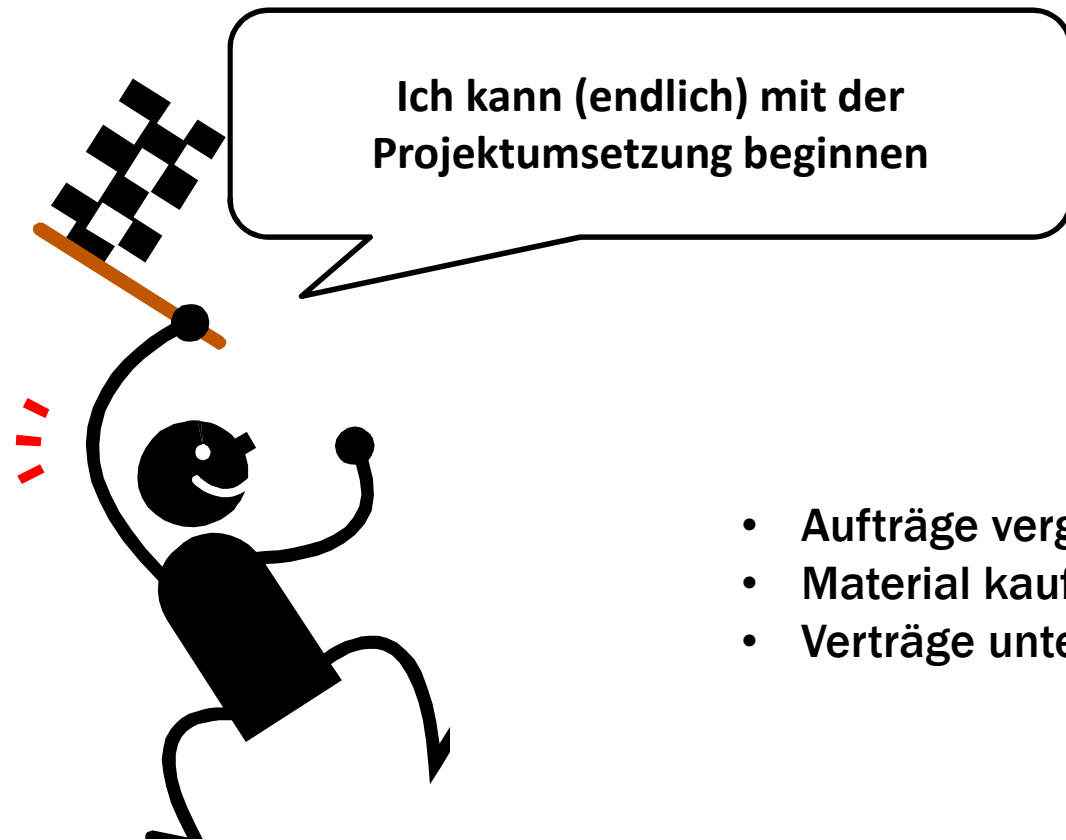 Ich kann (endlich) mit der
Projektumsetzung beginnen
• Aufträge
• Material
• Verträge